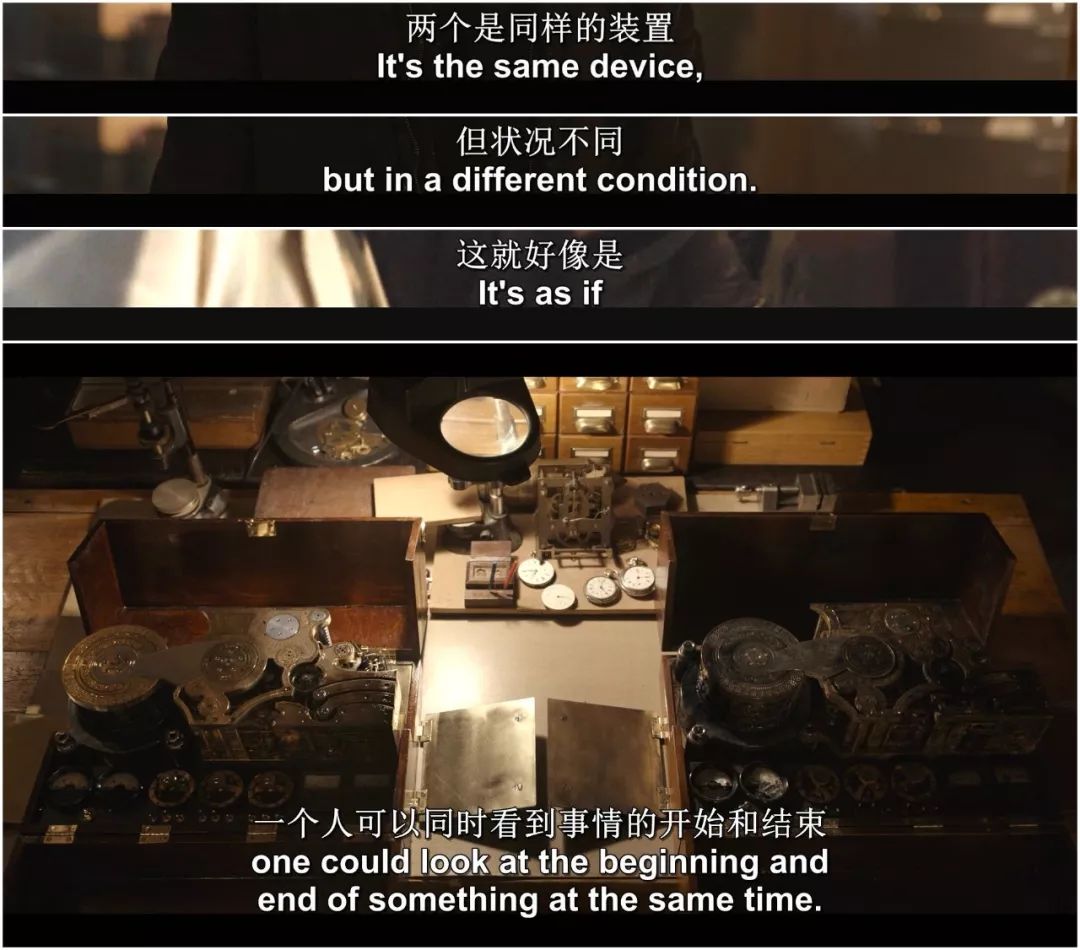 两个是同样的装置
It's the same device,
但状况不同
but in a different condition.
这就好像是
It's as if
一个人可以同时看到事情的开始和结束
one could look at the beginning and
end of something at the same time.